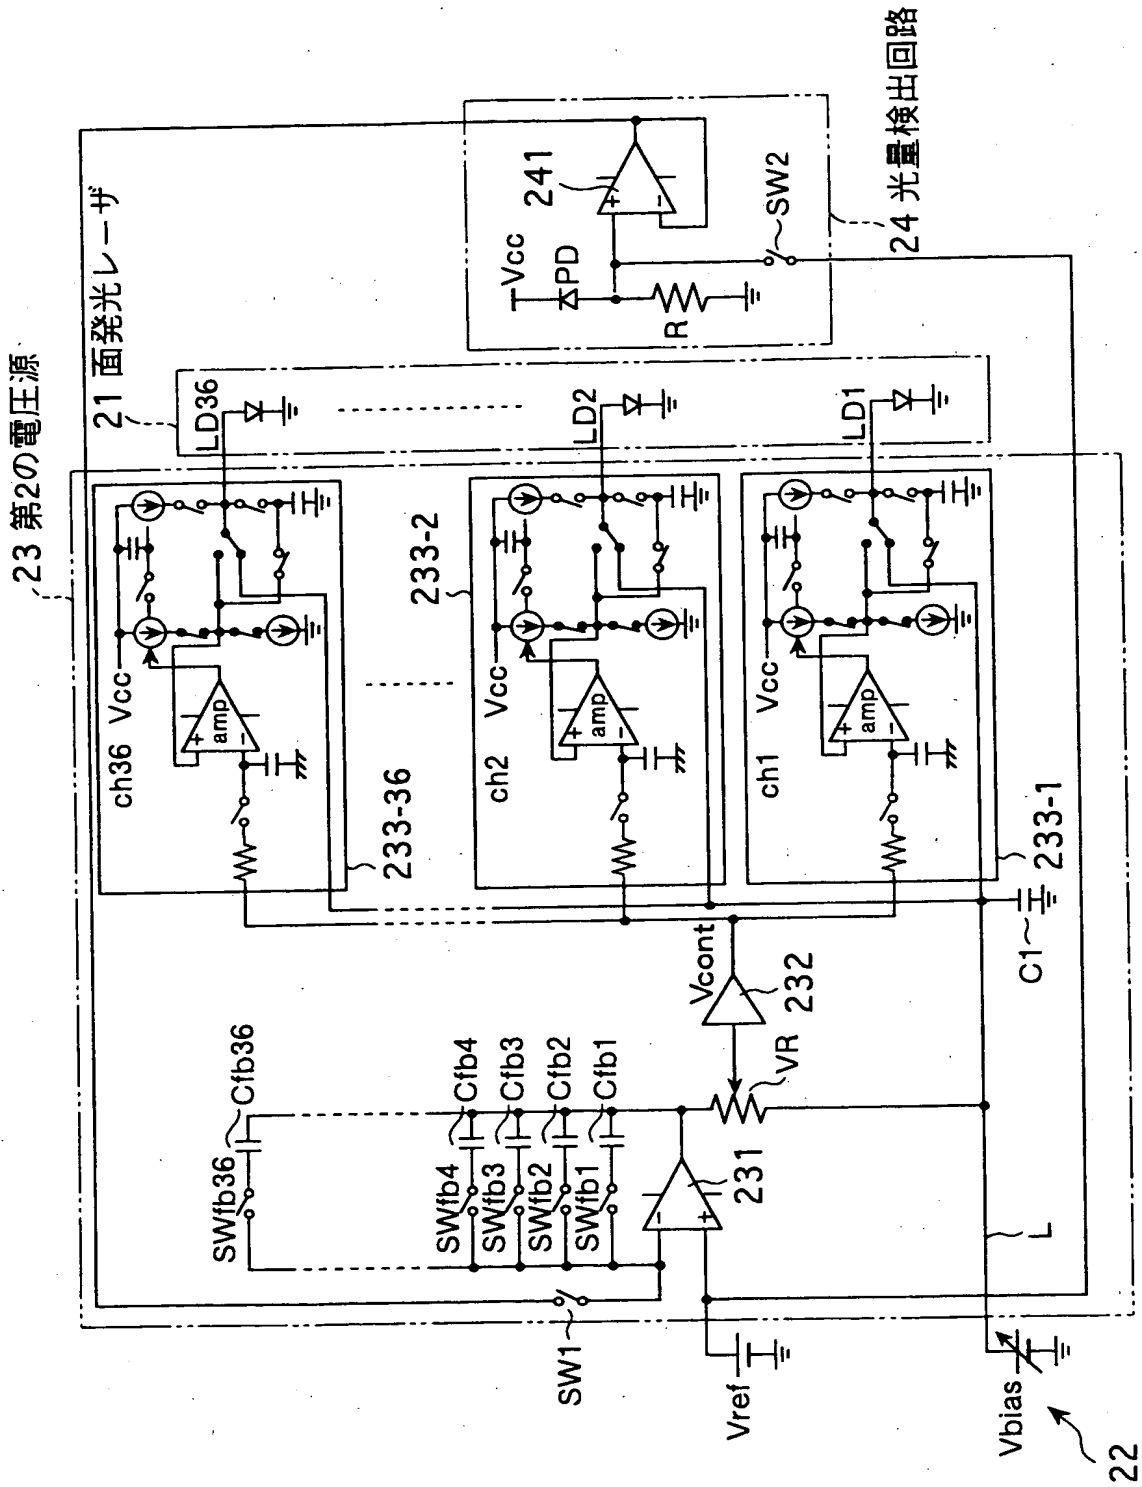 23 第2の電圧源
21 面発光レーザ
ch36
Vcc
amp
+
-
LD36
233-36
ch2
Vcc
amp
+
-
LD2
233-2
ch1
Vcc
amp
+
-
LD1
233-1
Vcc
PD
R
241
+
-
SW2
24 光量検出回路
SWfb36
Cfb36
SWfb4
Cfb4
SWfb3
Cfb3
SWfb2
Cfb2
SWfb1
Cfb1
-
+
231
VR
232
Vcont
C1
L
SW1
Vref
Vbias
22